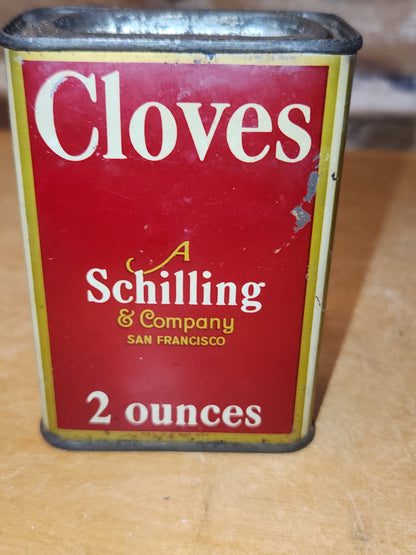 Cloves
A
Schilling
& Company
SAN FRANCISCO
2 ounces